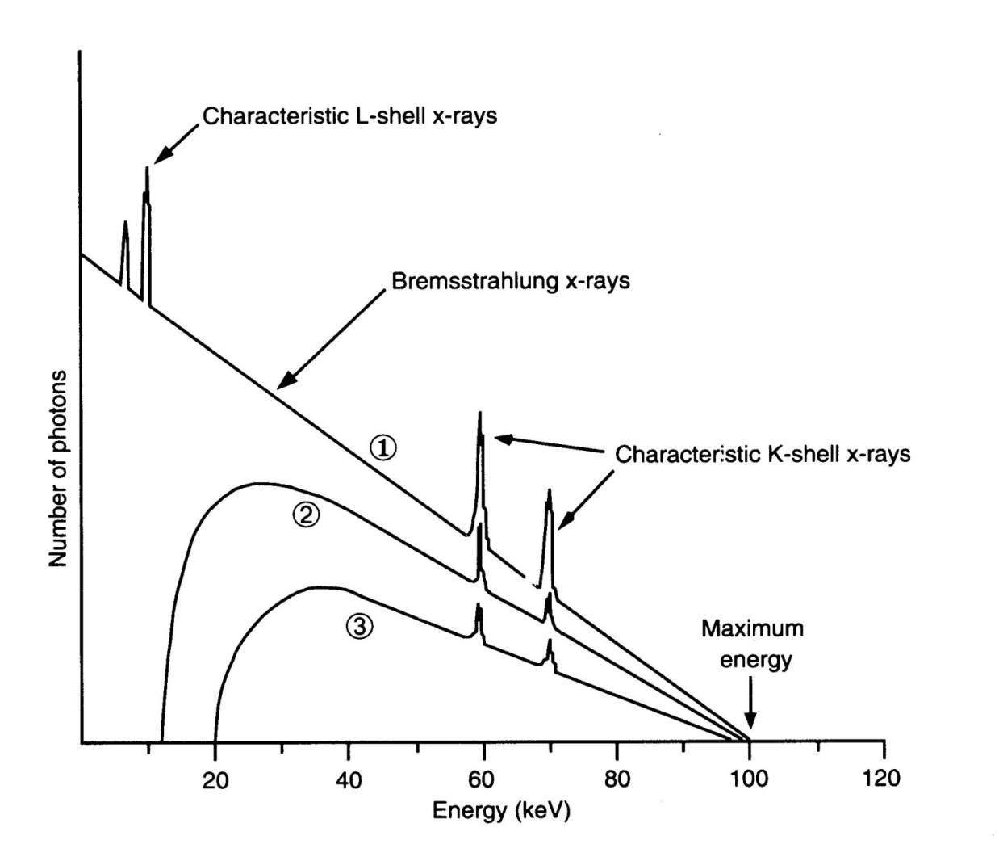 Characteristic L-shell x-rays
Bremsstrahlung x-rays
①
Characteristic K-shell x-rays
②
③
Maximum
energy
Number of photons
20 40 60 80 100 120
Energy (keV)